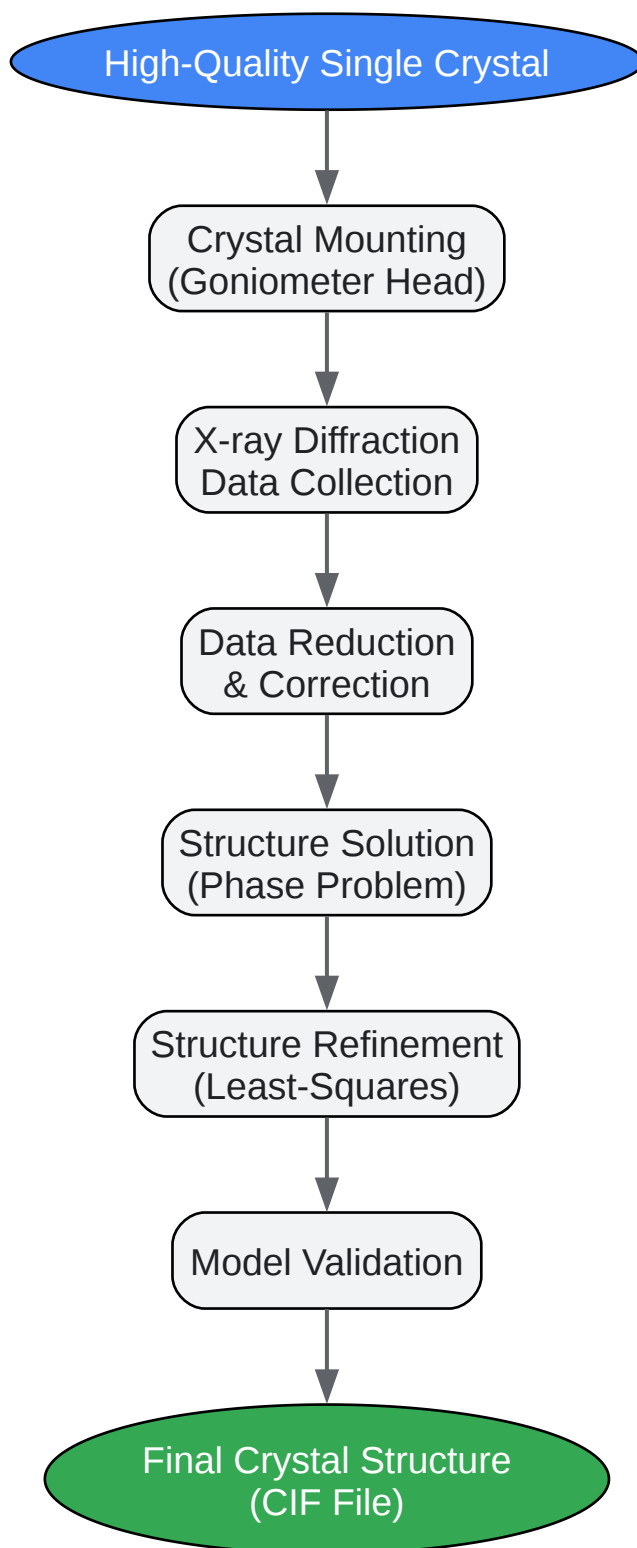 High-Quality Single Crystal
Crystal Mounting
(Goniometer Head)
X-ray Diffraction
Data Collection
Data Reduction
& Correction
Structure Solution
(Phase Problem)
Structure Refinement
(Least-Squares)
Model Validation
Final Crystal Structure
(CIF File)